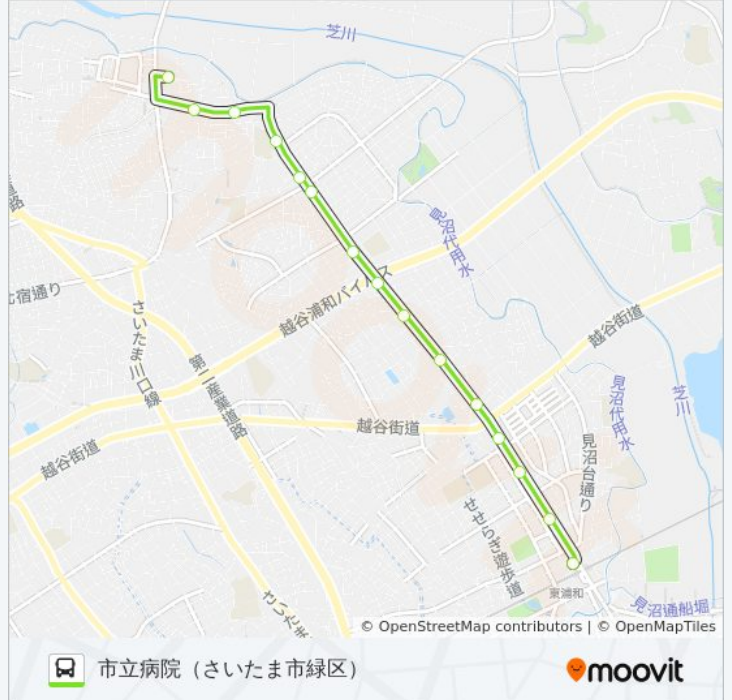 芝川
見沼代用水
道路
宿通り
越谷浦和バイパス
さいたま川口線
第二産業道路
越谷街道
見沼代用水
芝川
越谷街道
越谷街道
見沼台通り
せせらぎ遊歩道
さいたま
東浦和
見沼通船堀
© OpenStreetMap contributors | © OpenMapTiles
市立病院（さいたま市緑区）
moovit